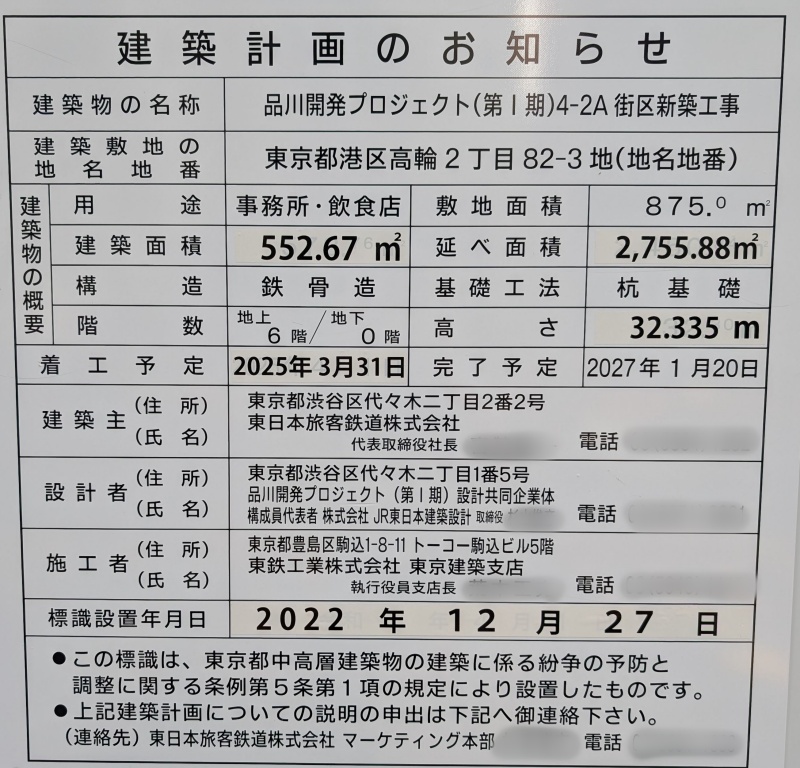 建築計画のお知らせ
建築物の名称 品川開発プロジェクト(第Ⅰ期)4-2A 街区新築工事
建築敷地の
地名地番 東京都港区高輪2丁目82-3地(地名地番)
建築物の概要
用途 事務所・飲食店 敷地面積 875.0 ㎡
建築面積 552.67 ㎡ 延べ面積 2,755.88㎡
構造 鉄骨造 基礎工法 杭基礎
階数 地上 6階/地下 0階 高さ 32.335 m
着工予定 2025年 3月31日 完了予定 2027年 1月20日
建築主 (住所) 東京都渋谷区代々木二丁目2番2号
(氏名) 東日本旅客鉄道株式会社
代表取締役社長 電話
設計者 (住所) 東京都渋谷区代々木二丁目1番5号
(氏名) 品川開発プロジェクト(第Ⅰ期)設計共同企業体
構成員代表者 株式会社 JR東日本建築設計 取締役 電話
施工者 (住所) 東京都豊島区駒込1-8-11 トーコー駒込ビル5階
(氏名) 東鉄工業株式会社 東京建築支店
執行役員支店長 電話
標識設置年月日 2022 年 12 月 27 日
●この標識は、東京都中高層建築物の建築に係る紛争の予防と
調整に関する条例第5条第1項の規定により設置したものです。
●上記建築計画についての説明の申出は下記へ御連絡下さい。
(連絡先) 東日本旅客鉄道株式会社 マーケティング本部 電話